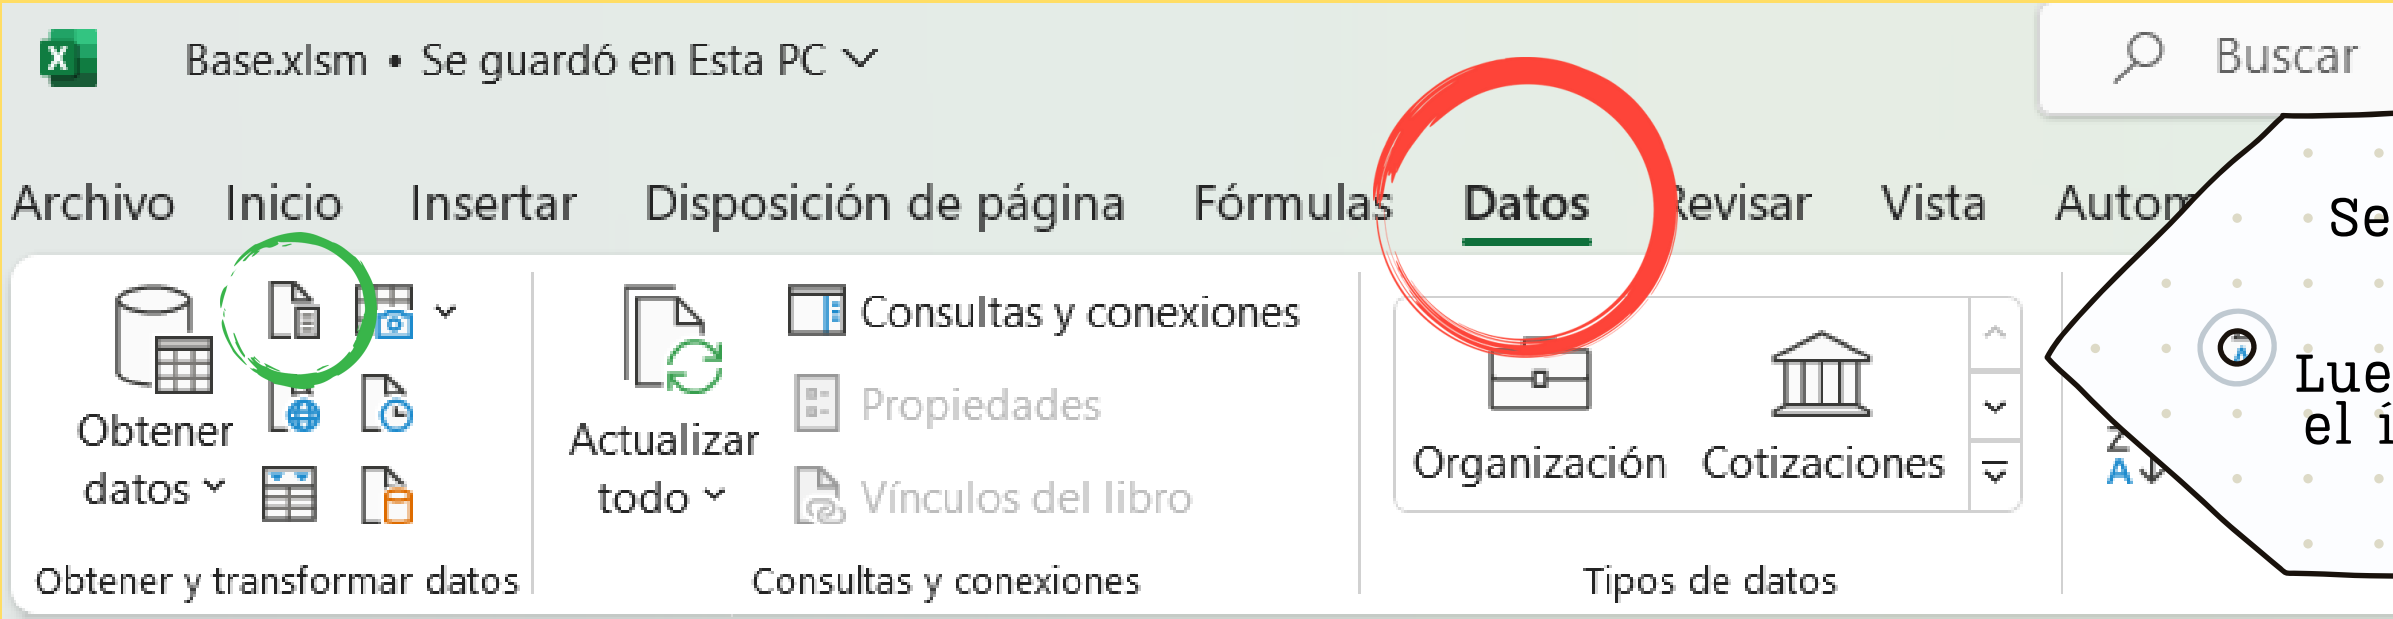 Base.xlsm • Se guardó en Esta PC
Buscar
Archivo Inicio Insertar Disposición de página Fórmulas Datos Revisar Vista
Se
Obtener
datos
Actualizar
todo
Consultas y conexiones
Propiedades
Vínculos del libro
Organización
Cotizaciones
el
Obtener y transformar datos
Consultas y conexiones
Tipos de datos